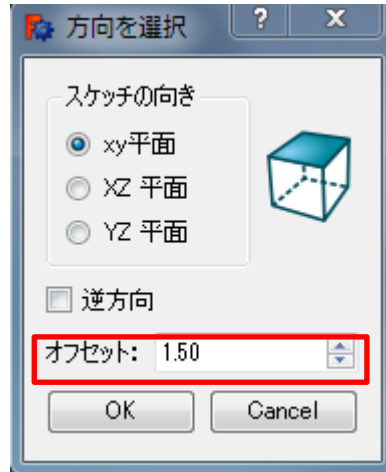 方向を選択
スケッチの向き
xy平面
XZ 平面
YZ 平面
逆方向
オフセット: 1.50
OK Cancel